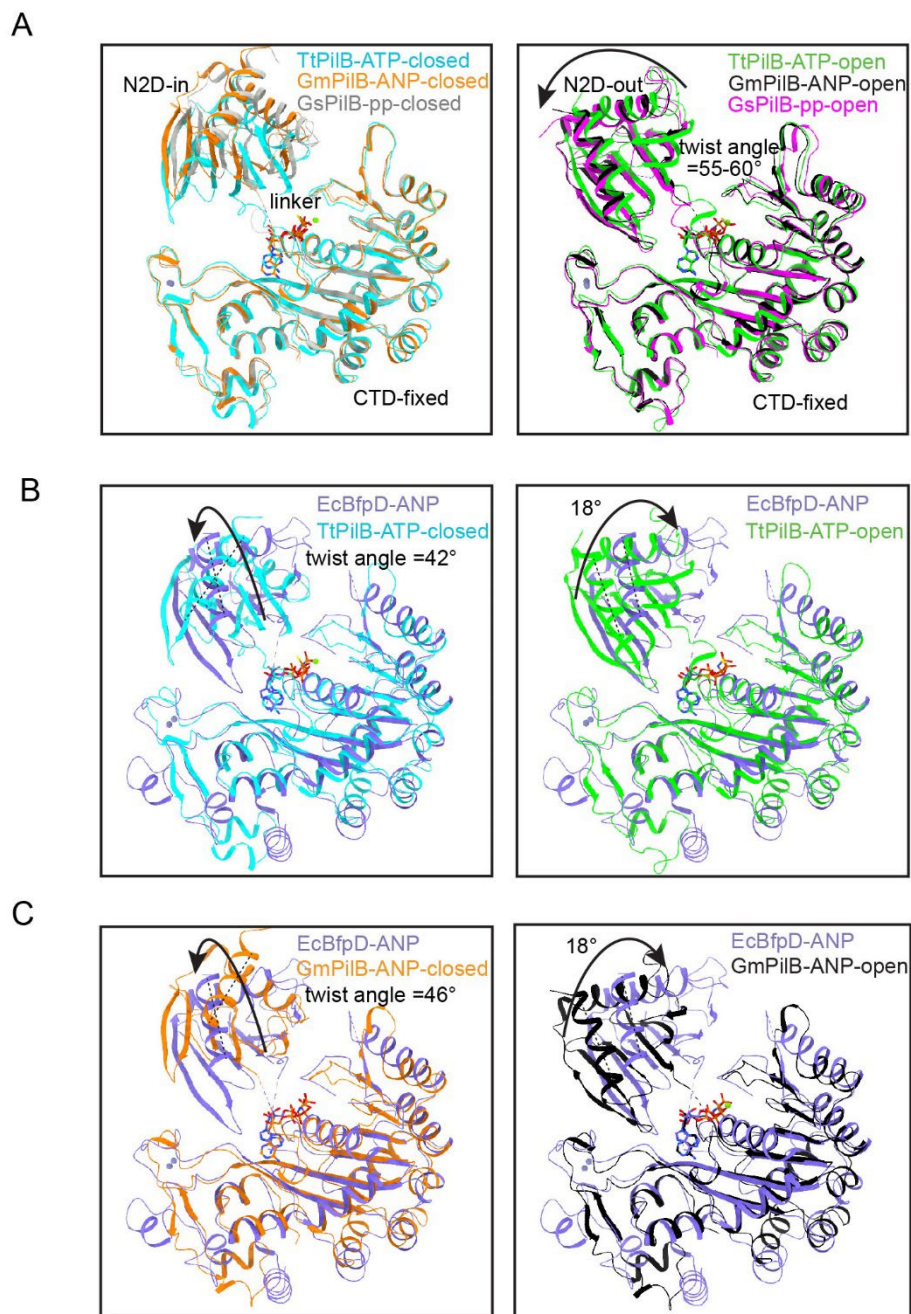 A
N2D-in
TtPilB-ATP-closed
GmPilB-ANP-closed
GsPilB-pp-closed
linker
CTD-fixed
N2D-out
TtPilB-ATP-open
GmPilB-ANP-open
GsPilB-pp-open
twist angle
=55-60°
CTD-fixed
B
EcBfpD-ANP
TtPilB-ATP-closed
twist angle =42°
18°
EcBfpD-ANP
TtPilB-ATP-open
C
EcBfpD-ANP
GmPilB-ANP-closed
twist angle =46°
18°
EcBfpD-ANP
GmPilB-ANP-open